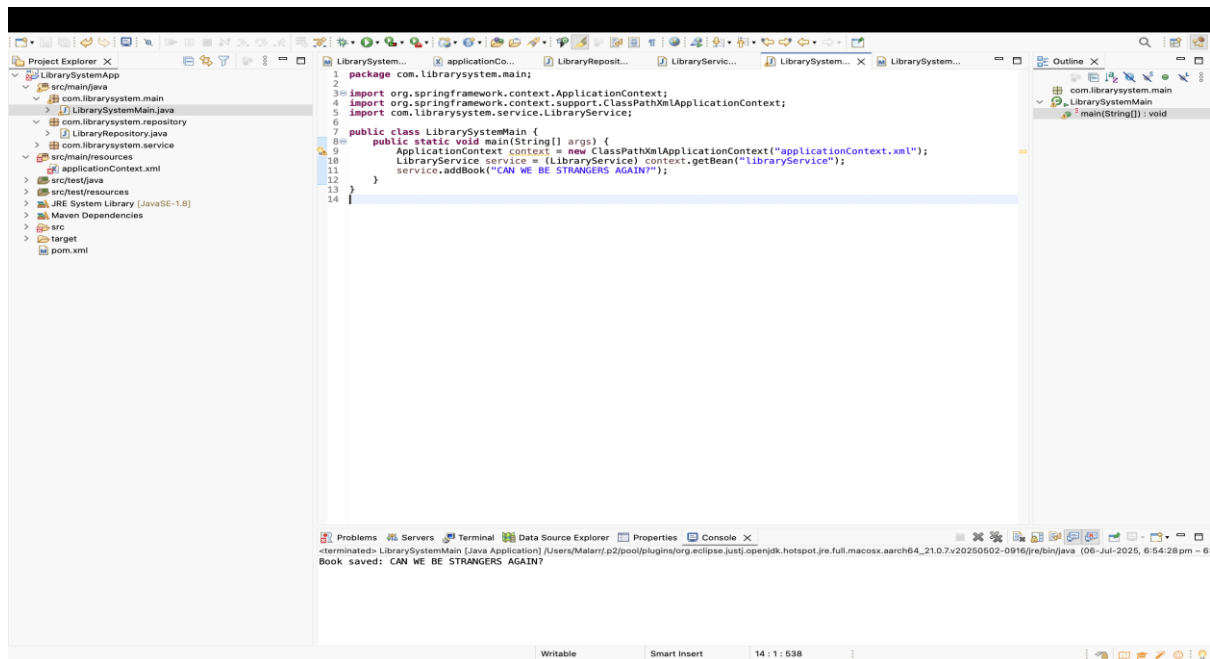 Project Explorer
LibrarySystemApp
src/main/java
com.librarysystem.main
LibrarySystemMain.java
com.librarysystem.repository
LibraryRepository.java
com.librarysystem.service
src/main/resources
applicationContext.xml
src/test/java
src/test/resources
JRE System Library [JavaSE-1.8]
Maven Dependencies
src
target
pom.xml
LibrarySystem... applicationCo... LibraryReposit... LibraryServic... LibrarySystem... LibrarySystem...
1 package com.librarysystem.main;
2
3 import org.springframework.context.ApplicationContext;
4 import org.springframework.context.support.ClassPathXmlApplicationContext;
5 import com.librarysystem.service.LibraryService;
6
7 public class LibrarySystemMain {
8 public static void main(String[] args) {
9 ApplicationContext context = new ClassPathXmlApplicationContext("applicationContext.xml");
10 LibraryService service = (LibraryService) context.getBean("libraryService");
11 service.addBook("CAN WE BE STRANGERS AGAIN?");
12 }
13 }
14
Outline
com.librarysystem.main
LibrarySystemMain
main(String[]) : void
Problems Servers Terminal Data Source Explorer Properties Console
<terminated> LibrarySystemMain [Java Application] /Users/Malarr/.p2/pool/plugins/org.eclipse.justj.openjdk.hotspot.jre.full.macosx.aarch64_21.0.7.v20250502-0916/jre/bin/java (06-Jul-2025, 6:54:28 pm – 6
Book saved: CAN WE BE STRANGERS AGAIN?
Writable Smart Insert 14 : 1 : 538